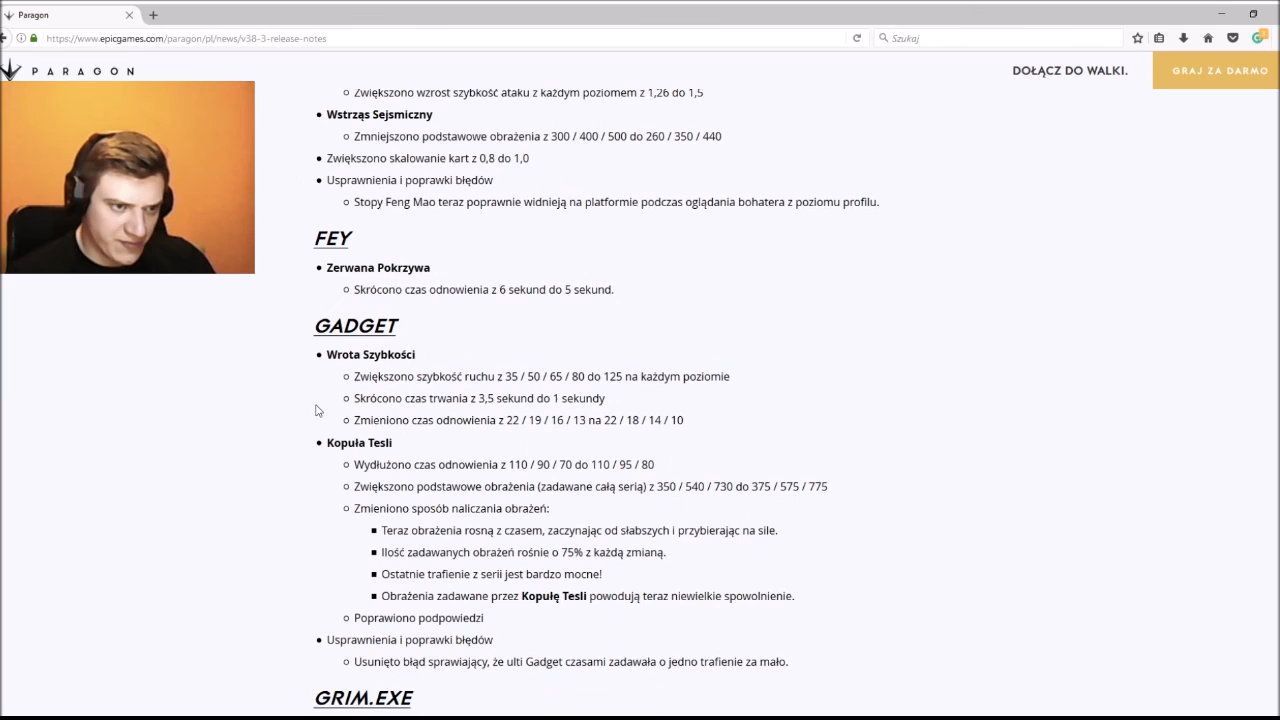 Paragon
https://www.epicgames.com/paragon/pl/news/v38-3-release-notes
Szukaj
PARAGON
DOŁĄCZ DO WALKI.
GRAJ ZA DARMO
Zwiększono wzrost szybkość ataku z każdym poziomem z 1,26 do 1,5
Wstrząs Sejsmiczny
Zmniejszono podstawowe obrażenia z 300 / 400 / 500 do 260 / 350 / 440
Zwiększono skalowanie kart z 0,8 do 1,0
Usprawnienia i poprawki błędów
Stopy Feng Mao teraz poprawnie widnieją na platformie podczas oglądania bohatera z poziomu profilu.
FEY
Zerwana Pokrzywa
Skrócono czas odnowienia z 6 sekund do 5 sekund.
GADGET
Wrota Szybkości
Zwiększono szybkość ruchu z 35 / 50 / 65 / 80 do 125 na każdym poziomie
Skrócono czas trwania z 3,5 sekund do 1 sekundy
Zmieniono czas odnowienia z 22 / 19 / 16 / 13 na 22 / 18 / 14 / 10
Kopuła Tesli
Wydłużono czas odnowienia z 110 / 90 / 70 do 110 / 95 / 80
Zwiększono podstawowe obrażenia (zadawane całą serią) z 350 / 540 / 730 do 375 / 575 / 775
Zmieniono sposób naliczania obrażeń:
Teraz obrażenia rosną z czasem, zaczynając od słabszych i przybierając na sile.
Ilość zadawanych obrażeń rośnie o 75% z każdą zmianą.
Ostatnie trafienie z serii jest bardzo mocne!
Obrażenia zadawane przez Kopułę Tesli powodują teraz niewielkie spowolnienie.
Poprawiono podpowiedzi
Usprawnienia i poprawki błędów
Usunięto błąd sprawiający, że ulti Gadget czasami zadawała o jedno trafienie za mało.
GRIM.EXE